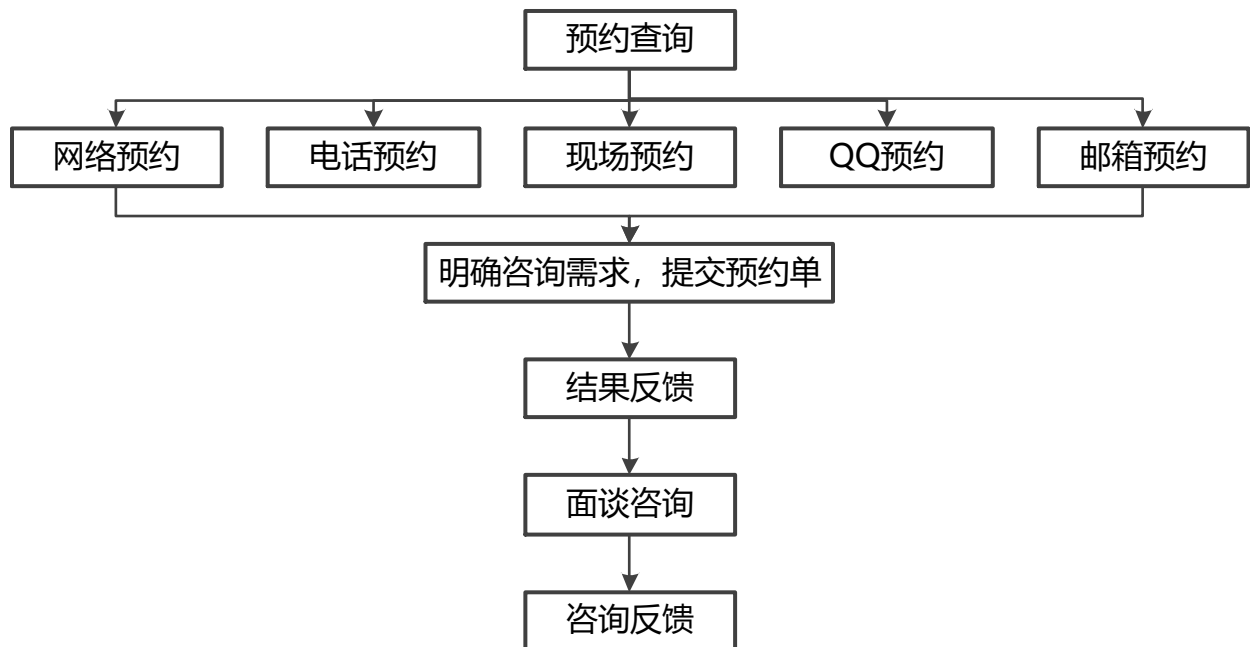 预约查询
网络预约
电话预约
现场预约
QQ预约
邮箱预约
明确咨询需求，提交预约单
结果反馈
面谈咨询
咨询反馈